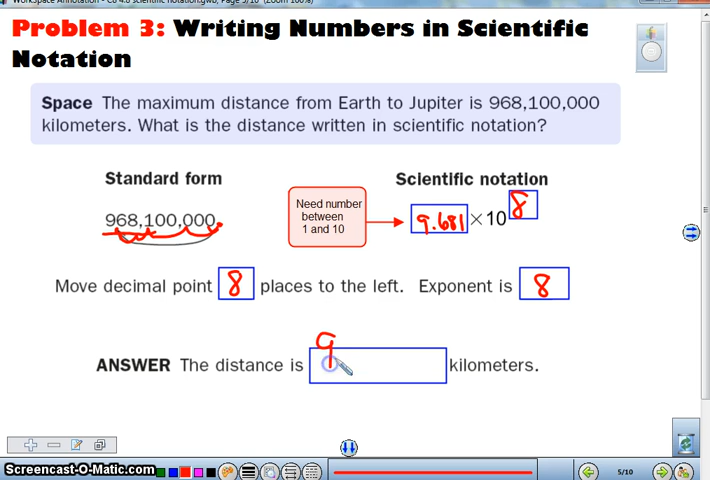 WorkSpace Annotation - C8 4.8 scientific notation.gwb, Page 5/10 (Zoom 100%)
Problem 3: Writing Numbers in Scientific
Notation
Space The maximum distance from Earth to Jupiter is 968,100,000
kilometers. What is the distance written in scientific notation?
Standard form
Scientific notation
Need number
between
1 and 10
968,100,000.
9.681 ×10 8
Move decimal point 8 places to the left. Exponent is 8
ANSWER The distance is 9 kilometers.
Screencast-O-Matic.com
5/10